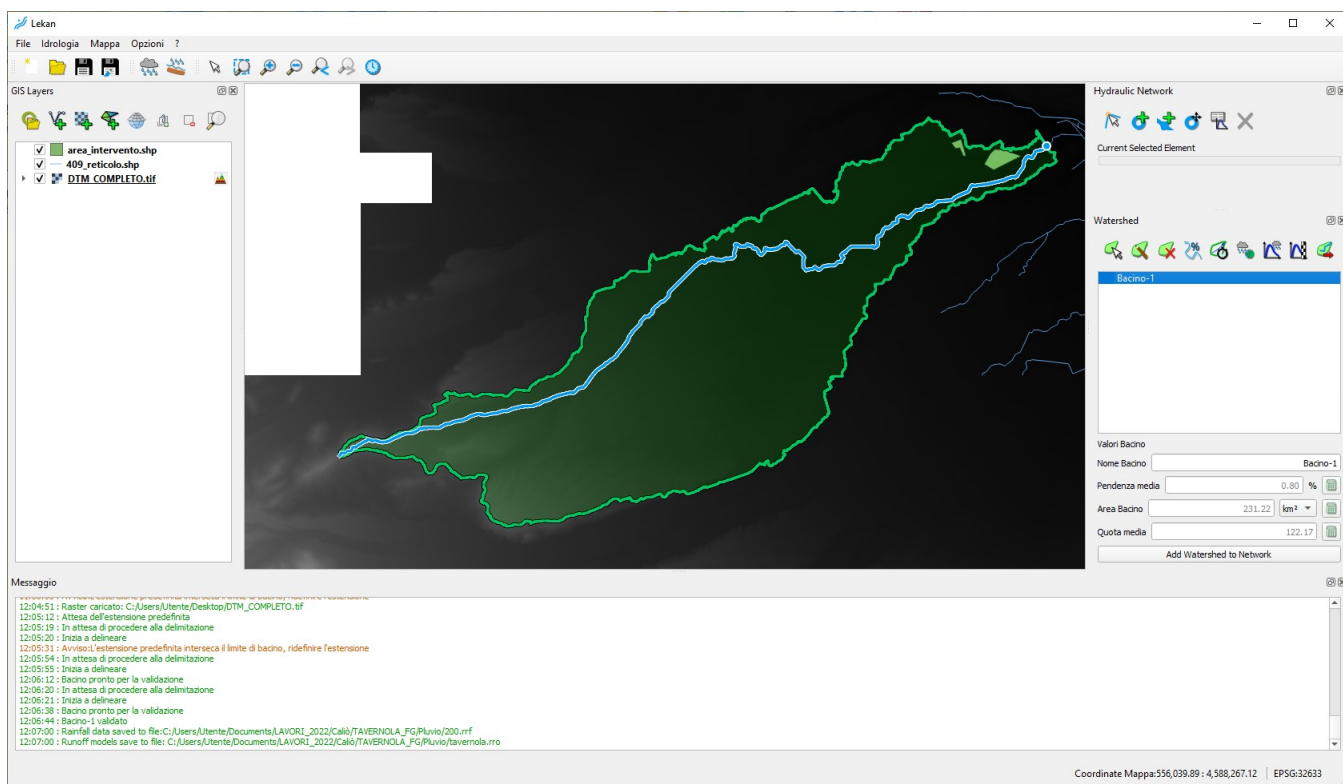 Lekan
File Idrologia Mappa Opzioni ?
GIS Layers
area_intervento.shp
409_reticolo.shp
DTM_COMPLETO.tif
Hydraulic Network
Current Selected Element
Watershed
Bacino-1
Valori Bacino
Nome Bacino Bacino-1
Pendenza media 0.80 %
Area Bacino 231.22 km²
Quota media 122.17
Add Watershed to Network
Messaggio
12:04:51 : Raster caricato: C:/Users/Utente/Desktop/DTM_COMPLETO.tif
12:05:12 : Attesa dell'estensione predefinita
12:05:19 : In attesa di procedere alla delimitazione
12:05:20 : Inizia a delineare
12:05:31 : Avviso:L'estensione predefinita interseca il limite di bacino, ridefinire l'estensione
12:05:54 : In attesa di procedere alla delimitazione
12:05:55 : Inizia a delineare
12:06:12 : Bacino pronto per la validazione
12:06:20 : In attesa di procedere alla delimitazione
12:06:21 : Inizia a delineare
12:06:38 : Bacino pronto per la validazione
12:06:44 : Bacino-1 validato
12:07:00 : Rainfall data saved to file:C:/Users/Utente/Documents/LAVORI_2022/Caliò/TAVERNOLA_FG/Pluvio/200.rrf
12:07:00 : Runoff models save to file: C:/Users/Utente/Documents/LAVORI_2022/Caliò/TAVERNOLA_FG/Pluvio/tavernola.rro
Coordinate Mappa:556,039.89 : 4,588,267.12 EPSG:32633